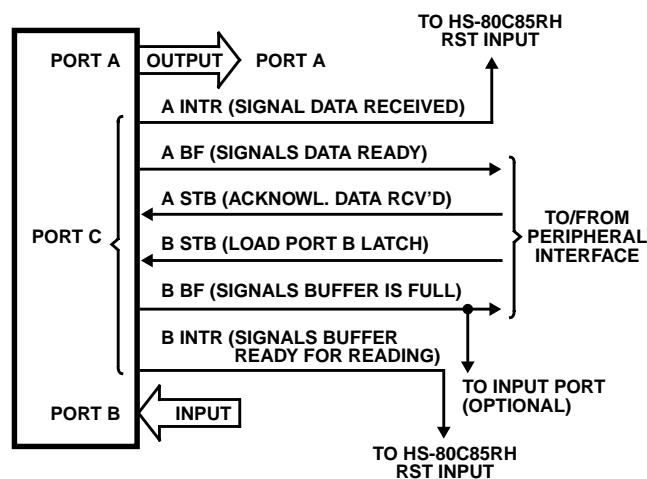 TO HS-80C85RH
RST INPUT
PORT A
OUTPUT
PORT A
A INTR (SIGNAL DATA RECEIVED)
A BF (SIGNALS DATA READY)
A STB (ACKNOWL. DATA RCV'D)
PORT C
TO/FROM
PERIPHERAL
INTERFACE
B STB (LOAD PORT B LATCH)
B BF (SIGNALS BUFFER IS FULL)
B INTR (SIGNALS BUFFER
READY FOR READING)
TO INPUT PORT
(OPTIONAL)
PORT B
INPUT
TO HS-80C85RH
RST INPUT